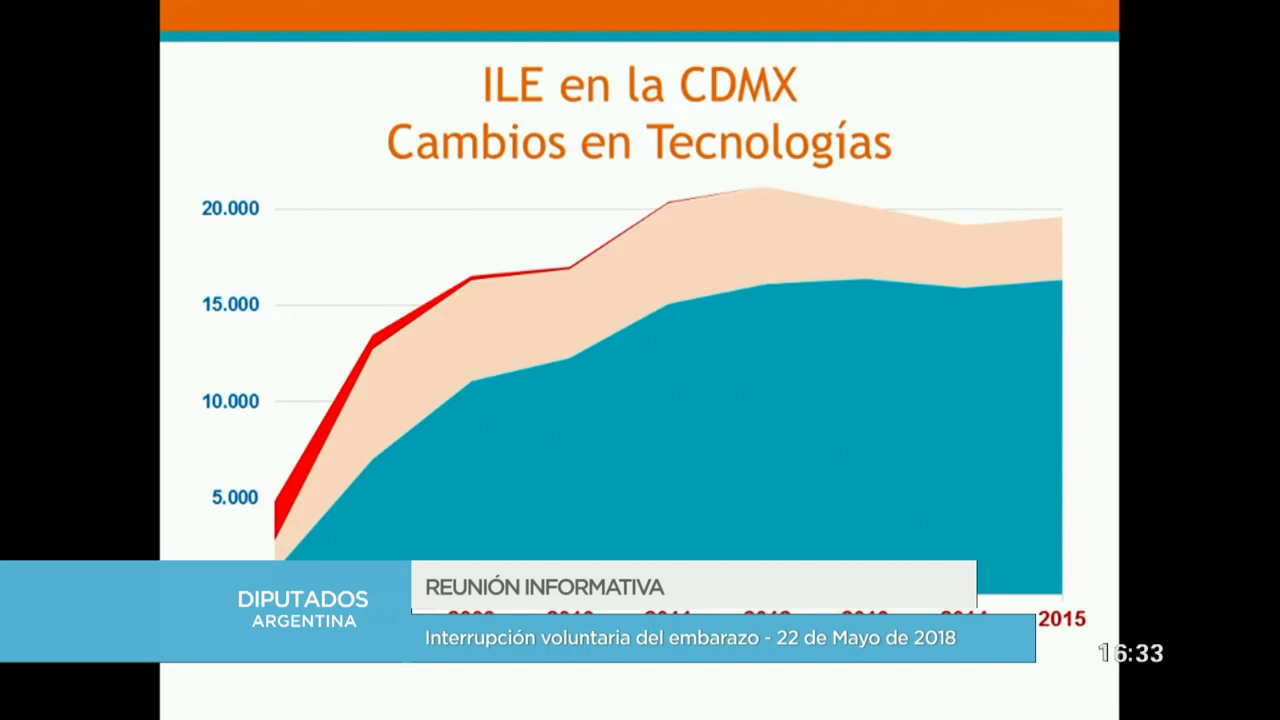 ILE en la CDMX
Cambios en Tecnologías
20.000
15.000
10.000
5.000
DIPUTADOS
ARGENTINA
REUNIÓN INFORMATIVA
2015
Interrupción voluntaria del embarazo - 22 de Mayo de 2018
16:33